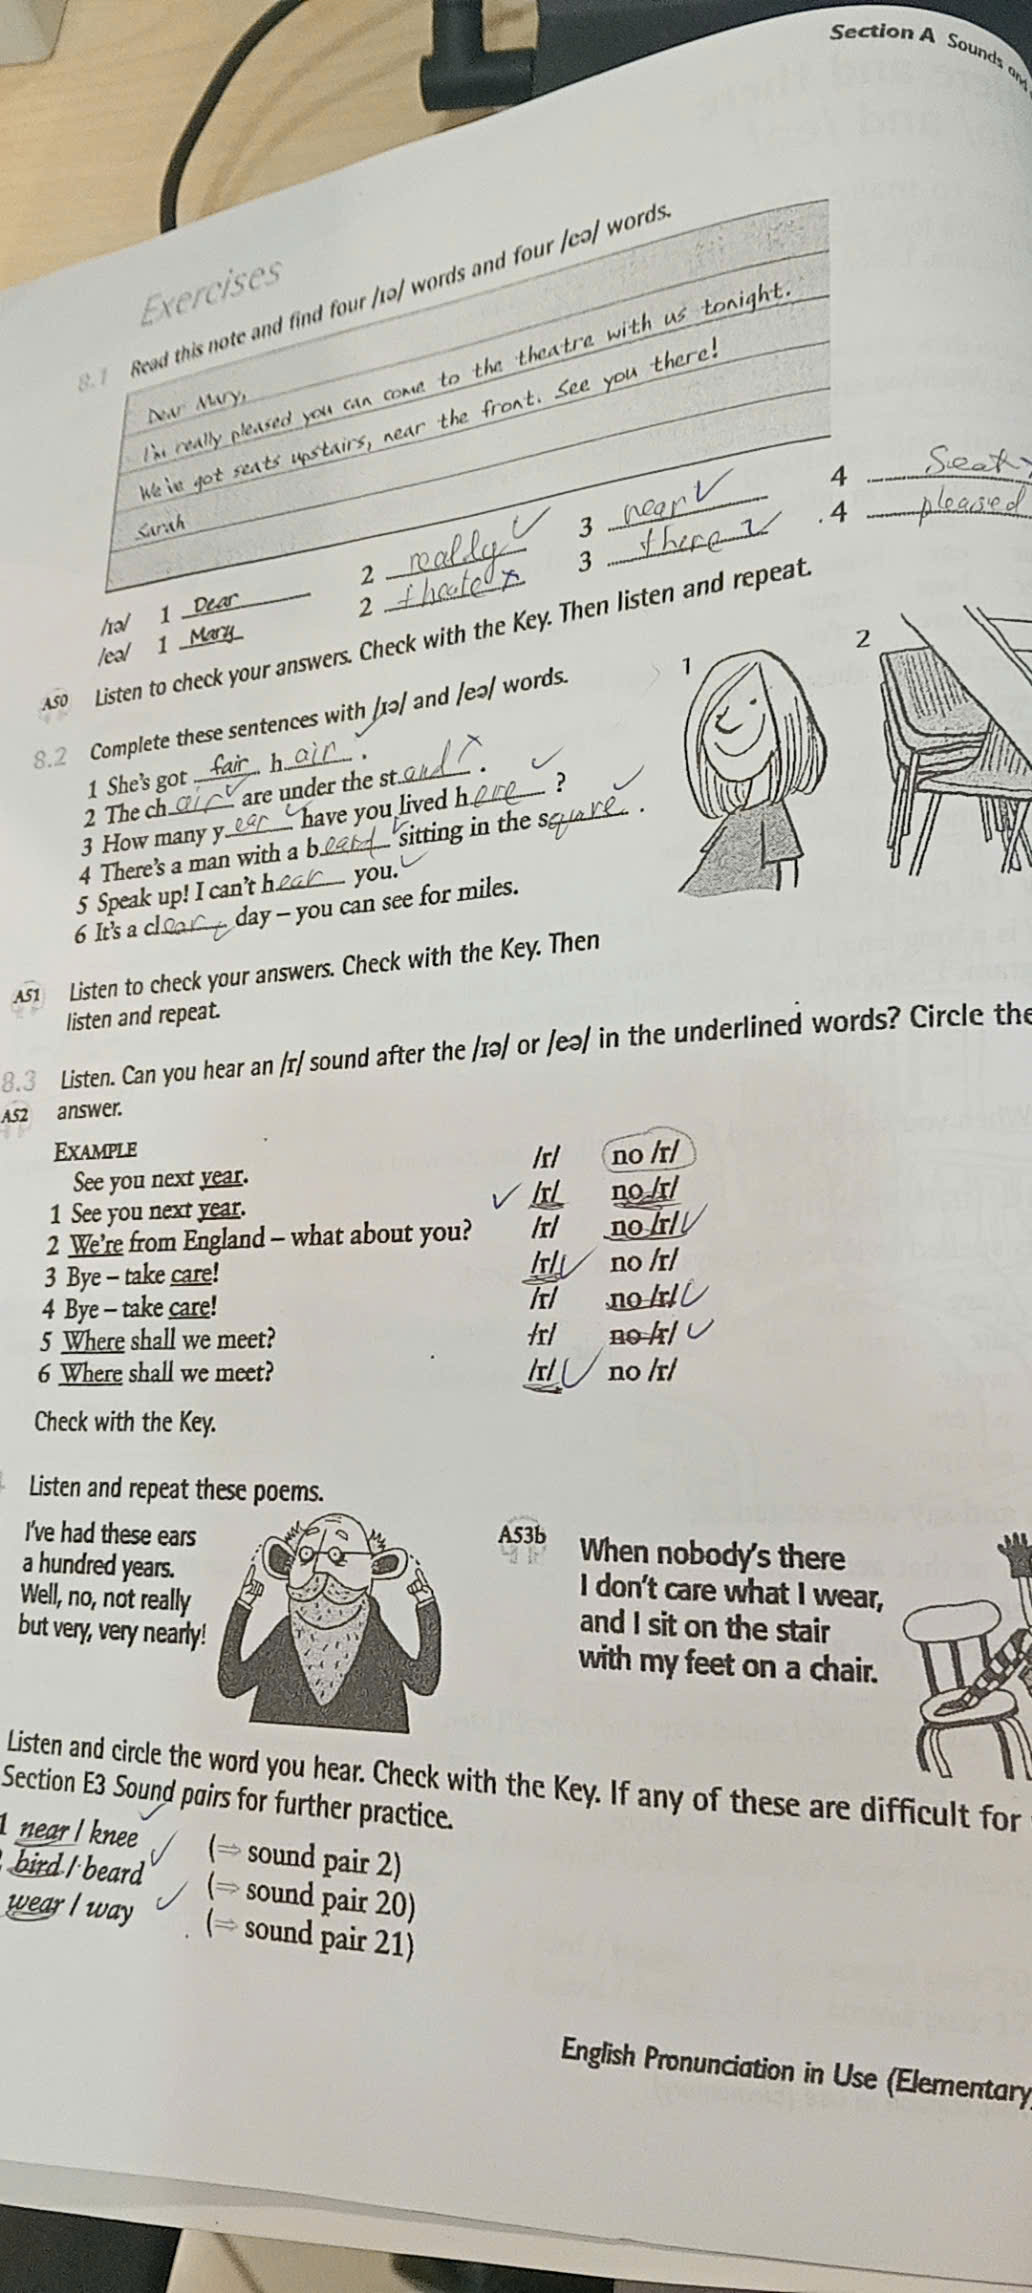 Section A Sounds
Exercises
8.1 Read this note and find four /ɪə/ words and four /eə/ words.
Dear Mary,
I'm really pleased you can come to the theatre with us tonight.
We've got seats upstairs, near the front. See you there!
Sarah
/ɪə/ 1 Dear 2 really 3 near 4 Seat
/eə/ 1 Mary 2 3 there 4 pleased
A50 Listen to check your answers. Check with the Key. Then listen and repeat.
8.2 Complete these sentences with /ɪə/ and /eə/ words.
1 She's got fair hair.
2 The chair are under the stand.
3 How many year have you lived here?
4 There's a man with a beard sitting in the square.
5 Speak up! I can't hear you.
6 It's a clear day – you can see for miles.
1
2
A51 Listen to check your answers. Check with the Key. Then
listen and repeat.
8.3 Listen. Can you hear an /r/ sound after the /ɪə/ or /eə/ in the underlined words? Circle the
A52 answer.
EXAMPLE
See you next year. /r/ no /r/
1 See you next year. /r/ no /r/
2 We're from England – what about you? /r/ no /r/
3 Bye – take care! /r/ no /r/
4 Bye – take care! /r/ no /r/
5 Where shall we meet? /r/ no /r/
6 Where shall we meet? /r/ no /r/
Check with the Key.
Listen and repeat these poems.
I've had these ears
a hundred years.
Well, no, not really
but very, very nearly!
A53b When nobody's there
I don't care what I wear,
and I sit on the stair
with my feet on a chair.
Listen and circle the word you hear. Check with the Key. If any of these are difficult for
Section E3 Sound pairs for further practice.
1 near / knee (⇒ sound pair 2)
bird / beard (⇒ sound pair 20)
wear / way (⇒ sound pair 21)
English Pronunciation in Use (Elementary